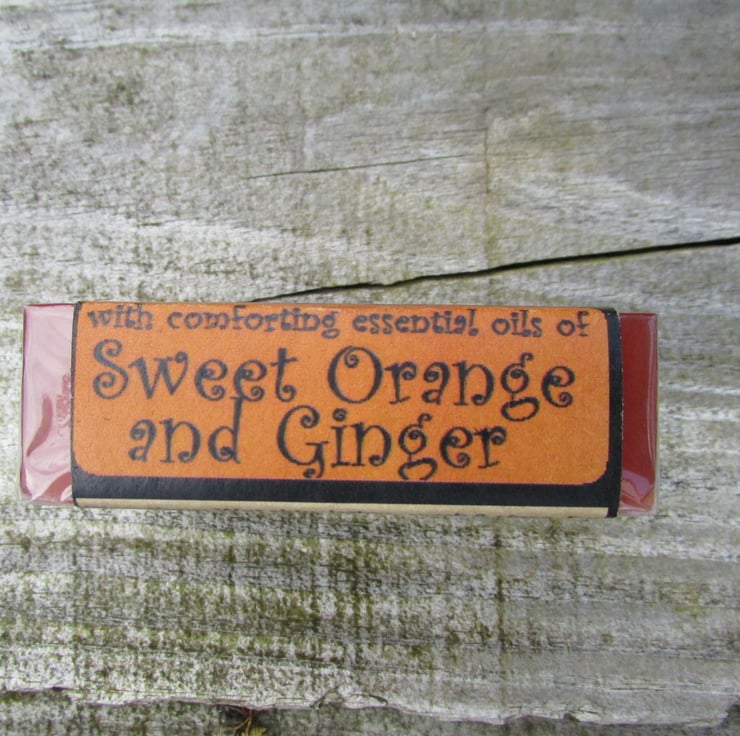 with comforting essential oils of
Sweet Orange
and Ginger